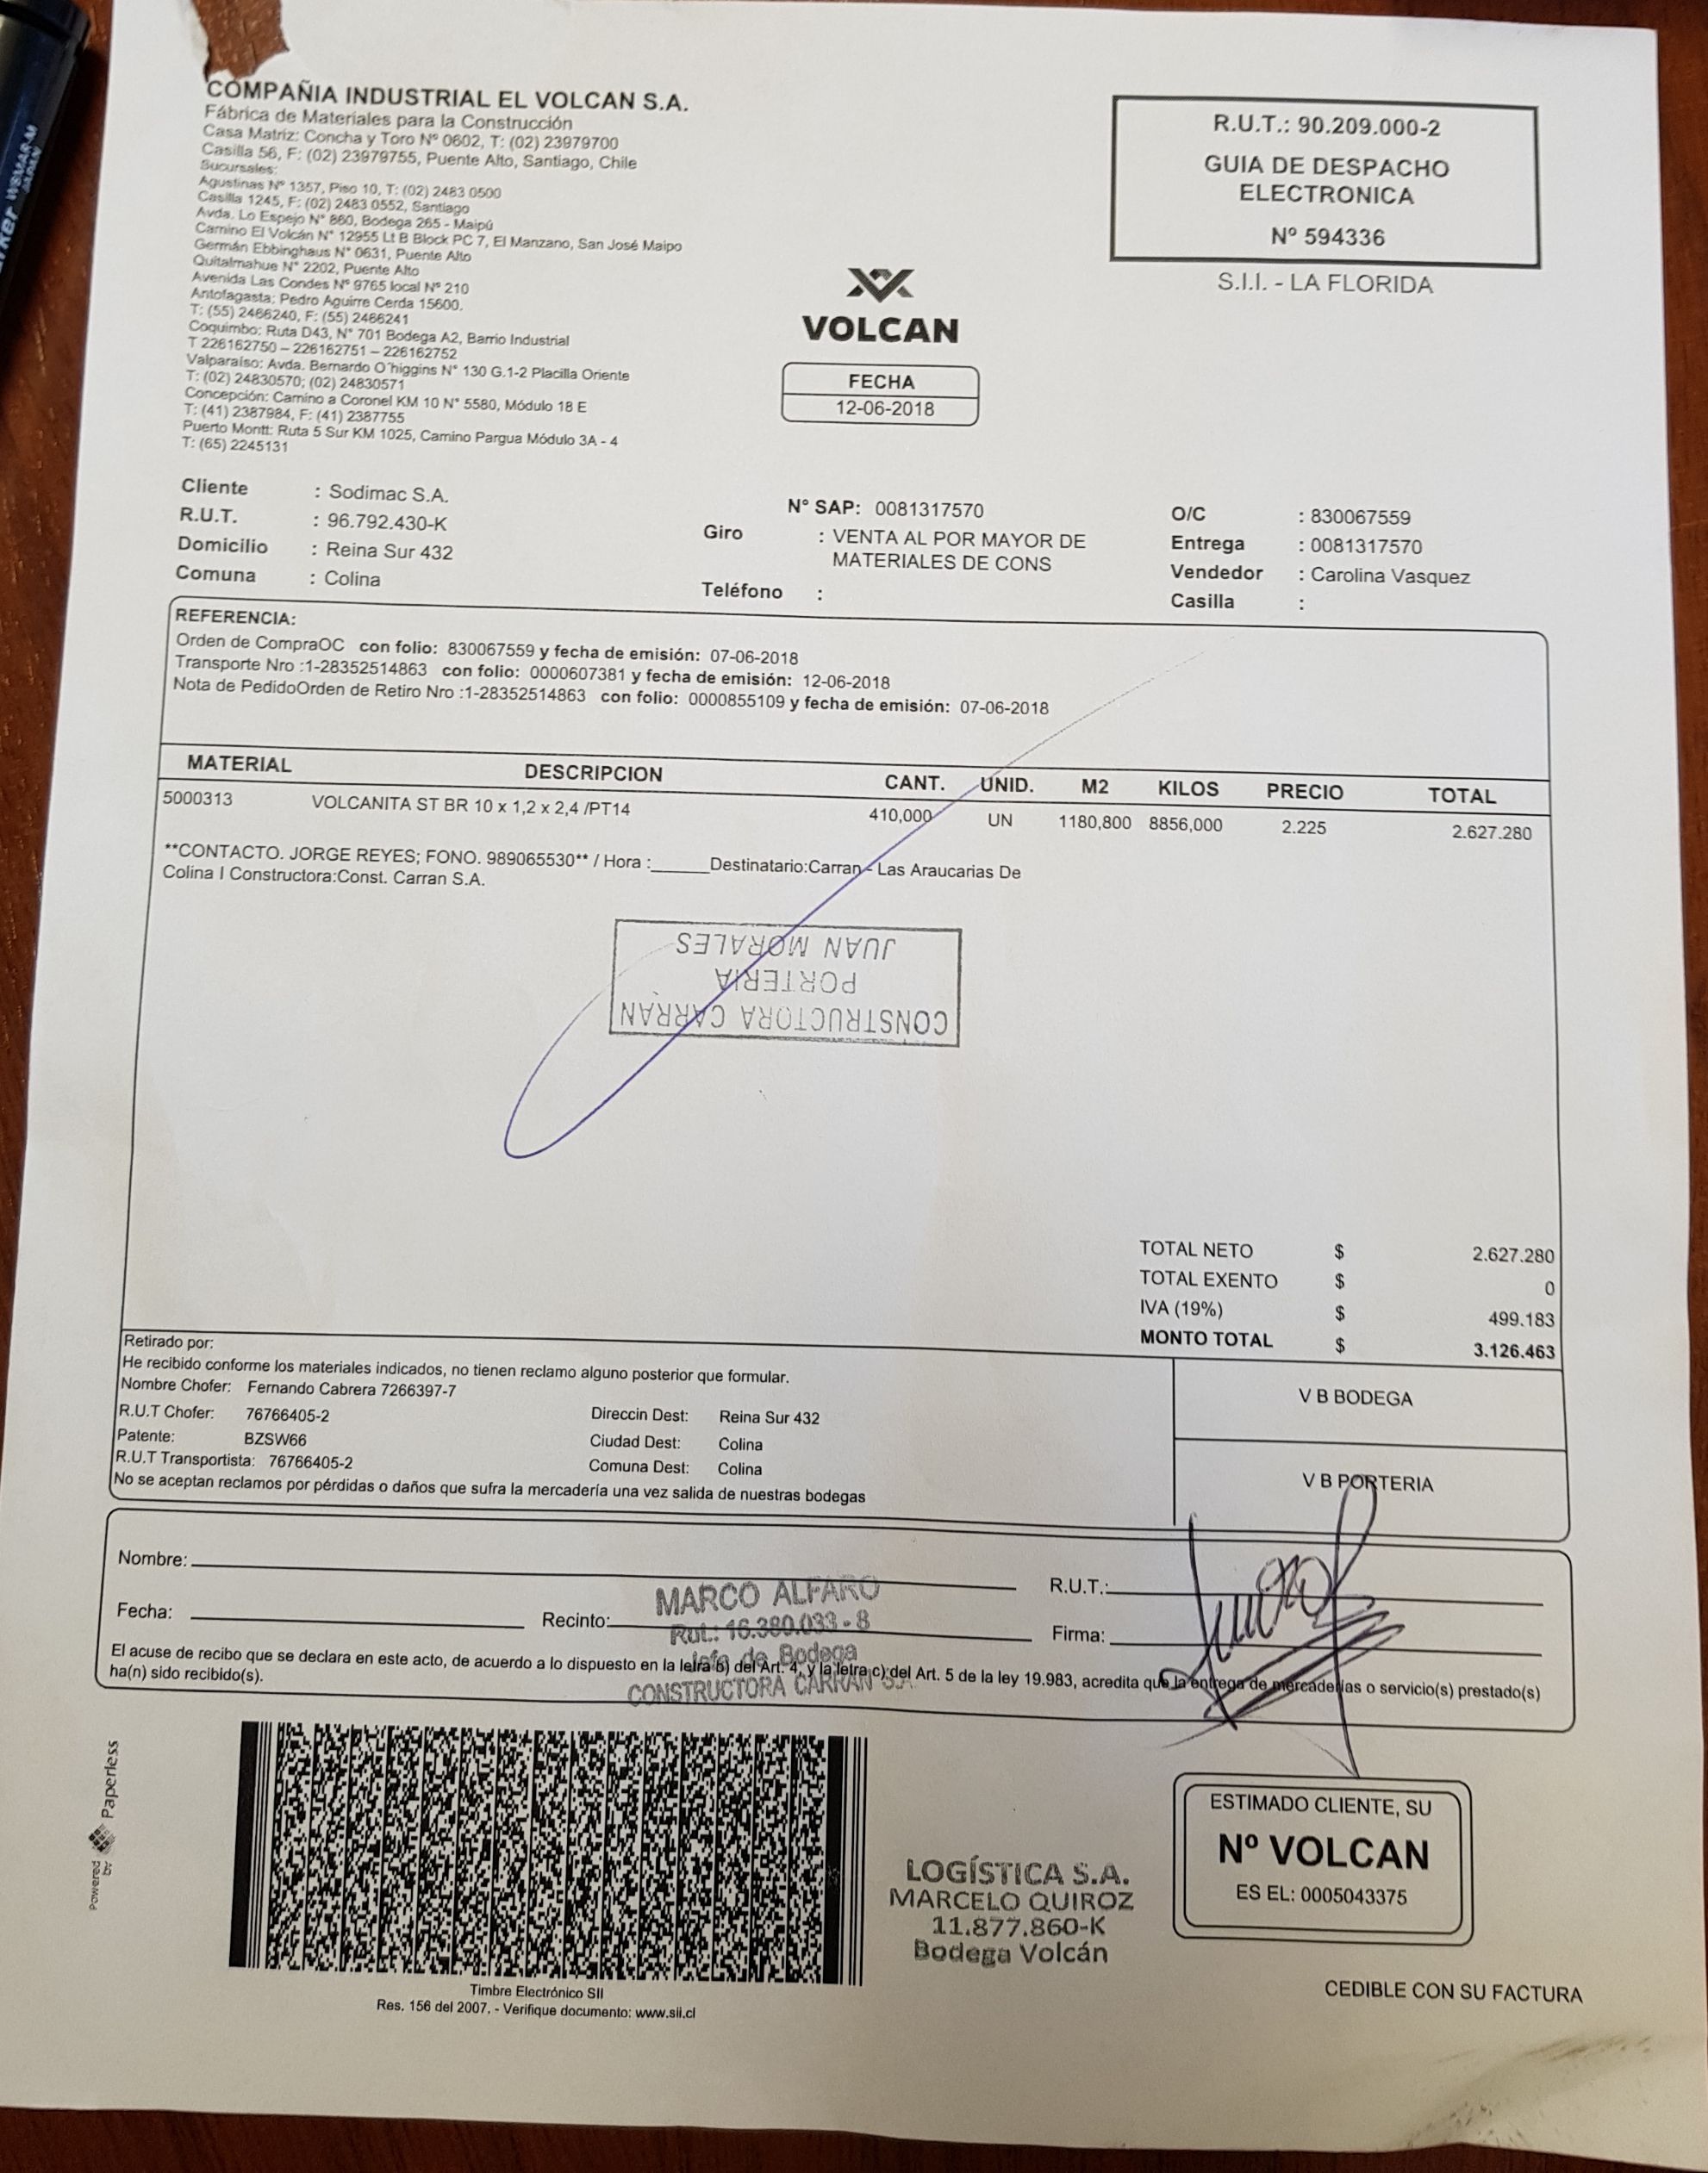 COMPAÑIA INDUSTRIAL EL VOLCAN S.A.
Fábrica de Materiales para la Construcción
Casa Matriz: Concha y Toro Nº 0602, T: (02) 23979700
Casilla 56, F: (02) 23979755, Puente Alto, Santiago, Chile
Sucursales:
Agustinas Nº 1357, Piso 10, T: (02) 2483 0500
Casilla 1245, F: (02) 2483 0552, Santiago
Avda. Lo Espejo N° 860, Bodega 265 - Maipú
Camino El Volcán N° 12955 Lt B Block PC 7, El Manzano, San José Maipo
Germán Ebbinghaus N° 0631, Puente Alto
Quitalmahue N° 2202, Puente Alto
Avenida Las Condes Nº 9765 local Nº 210
Antofagasta: Pedro Aguirre Cerda 15600.
T: (55) 2466240, F: (55) 2466241
Coquimbo: Ruta D43, N° 701 Bodega A2, Barrio Industrial
T 226162750 – 226162751 – 226162752
Valparaíso: Avda. Bernardo O´higgins N° 130 G.1-2 Placilla Oriente
T: (02) 24830570; (02) 24830571
Concepción: Camino a Coronel KM 10 N° 5580, Módulo 18 E
T: (41) 2387984, F: (41) 2387755
Puerto Montt: Ruta 5 Sur KM 1025, Camino Pargua Módulo 3A - 4
T: (65) 2245131
R.U.T.: 90.209.000-2
GUIA DE DESPACHO
ELECTRONICA
Nº 594336
S.I.I. - LA FLORIDA
VOLCAN
FECHA
12-06-2018
Cliente : Sodimac S.A.
R.U.T. : 96.792.430-K
Domicilio : Reina Sur 432
Comuna : Colina
N° SAP: 0081317570
Giro : VENTA AL POR MAYOR DE
MATERIALES DE CONS
Teléfono :
O/C : 830067559
Entrega : 0081317570
Vendedor : Carolina Vasquez
Casilla :
REFERENCIA:
Orden de CompraOC con folio: 830067559 y fecha de emisión: 07-06-2018
Transporte Nro :1-28352514863 con folio: 0000607381 y fecha de emisión: 12-06-2018
Nota de PedidoOrden de Retiro Nro :1-28352514863 con folio: 0000855109 y fecha de emisión: 07-06-2018
MATERIAL DESCRIPCION CANT. UNID. M2 KILOS PRECIO TOTAL
5000313 VOLCANITA ST BR 10 x 1,2 x 2,4 /PT14 410,000 UN 1180,800 8856,000 2.225 2.627.280
**CONTACTO. JORGE REYES; FONO. 989065530** / Hora :______Destinatario:Carran - Las Araucarias De
Colina I Constructora:Const. Carran S.A.
CONSTRUCTORA CARRAN
PORTERIA
JUAN MORALES
TOTAL NETO $ 2.627.280
TOTAL EXENTO $ 0
IVA (19%) $ 499.183
MONTO TOTAL $ 3.126.463
Retirado por:
He recibido conforme los materiales indicados, no tienen reclamo alguno posterior que formular.
Nombre Chofer: Fernando Cabrera 7266397-7
R.U.T Chofer: 76766405-2 Direccin Dest: Reina Sur 432
Patente: BZSW66 Ciudad Dest: Colina
R.U.T Transportista: 76766405-2 Comuna Dest: Colina
No se aceptan reclamos por pérdidas o daños que sufra la mercadería una vez salida de nuestras bodegas
V B BODEGA
V B PORTERIA
Nombre: R.U.T.:
Fecha: Recinto: Firma:
MARCO ALFARO
Rut.: 16.380.033-8
Jefe de Bodega
CONSTRUCTORA CARRAN S.A.
El acuse de recibo que se declara en este acto, de acuerdo a lo dispuesto en la letra b) del Art. 4, y la letra c) del Art. 5 de la ley 19.983, acredita que la entrega de mercaderías o servicio(s) prestado(s)
ha(n) sido recibido(s).
Powered by Paperless
Timbre Electrónico SII
Res. 156 del 2007. - Verifique documento: www.sii.cl
LOGÍSTICA S.A.
MARCELO QUIROZ
11.877.860-K
Bodega Volcán
ESTIMADO CLIENTE, SU
Nº VOLCAN
ES EL: 0005043375
CEDIBLE CON SU FACTURA